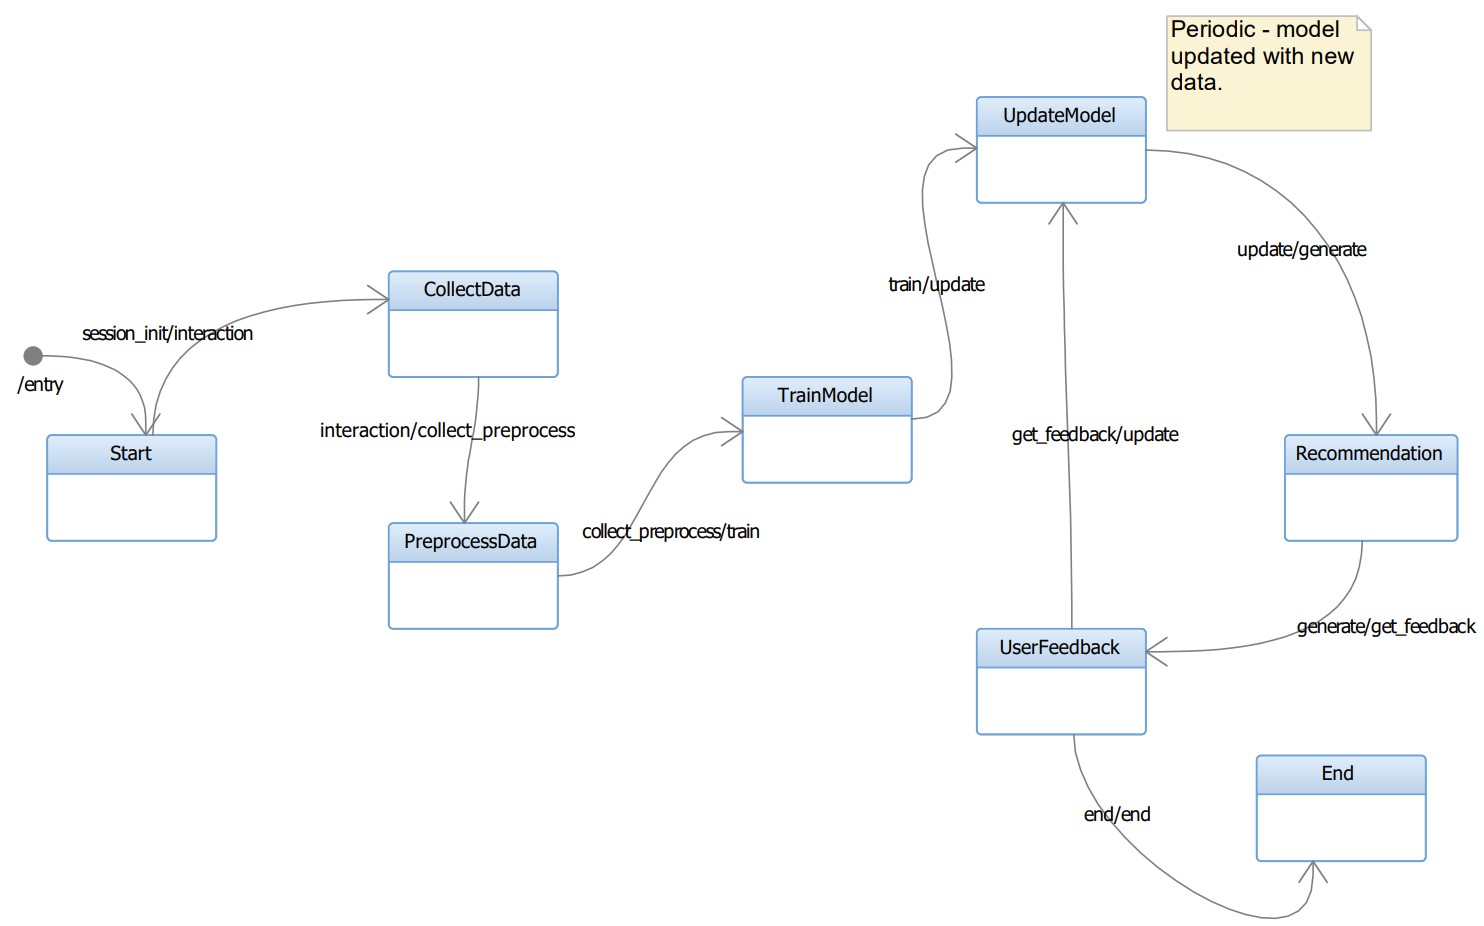 Periodic - model
updated with new
data.
UpdateModel
update/generate
CollectData
train/update
session_init/interaction
/entry
TrainModel
interaction/collect_preprocess
get_feedback/update
Start
Recommendation
PreprocessData
collect_preprocess/train
generate/get_feedback
UserFeedback
End
end/end